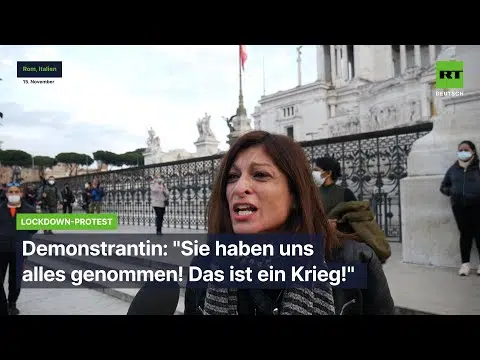 Rom, Italien
15. November
RT
DEUTSCH
LOCKDOWN-PROTEST
Demonstrantin: "Sie haben uns
alles genommen! Das ist ein Krieg!"